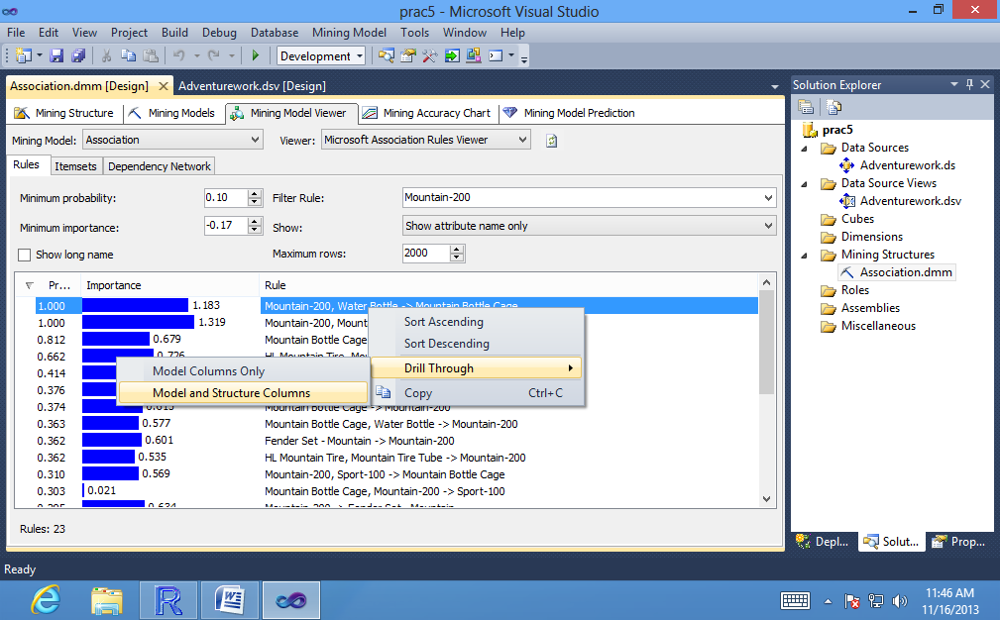 prac5 - Microsoft Visual Studio
File Edit View Project Build Debug Database Mining Model Tools Window Help
Development
Association.dmm [Design] Adventurework.dsv [Design]
Mining Structure Mining Models Mining Model Viewer Mining Accuracy Chart Mining Model Prediction
Mining Model: Association Viewer: Microsoft Association Rules Viewer
Rules Itemsets Dependency Network
Minimum probability: 0.10 Filter Rule: Mountain-200
Minimum importance: -0.17 Show: Show attribute name only
Show long name Maximum rows: 2000
Pr... Importance Rule
1.000 1.183 Mountain-200, Water Bottle -> Mountain Bottle Cage
1.000 1.319 Mountain-200, Mount
0.812 0.679 Mountain Bottle Cage
0.662 0.726 HL Mountain Tire, Mo
0.414
0.376
0.374 0.615 Mountain Bottle Cage -> Mountain-200
0.363 0.577 Mountain Bottle Cage, Water Bottle -> Mountain-200
0.362 0.601 Fender Set - Mountain -> Mountain-200
0.362 0.535 HL Mountain Tire, Mountain Tire Tube -> Mountain-200
0.310 0.569 Mountain-200, Sport-100 -> Mountain Bottle Cage
0.303 0.021 Mountain Bottle Cage, Mountain-200 -> Sport-100
0.295 0.634 Mountain-200 -> Fender Set - Mountain
Sort Ascending
Sort Descending
Drill Through
Copy Ctrl+C
Model Columns Only
Model and Structure Columns
Rules: 23
Solution Explorer
prac5
Data Sources
Adventurework.ds
Data Source Views
Adventurework.dsv
Cubes
Dimensions
Mining Structures
Association.dmm
Roles
Assemblies
Miscellaneous
Depl... Solut... Prop...
Ready
11:46 AM
11/16/2013